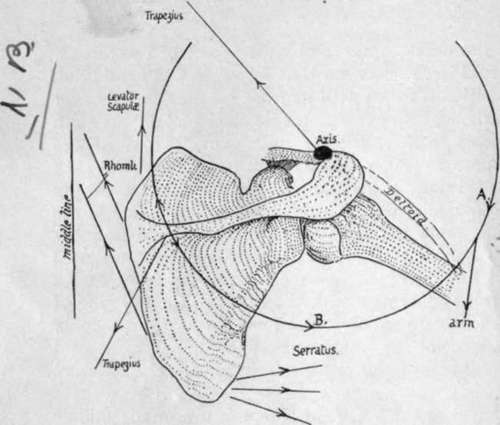 Trapezius
Levator
Scapulæ
Axis.
Rhomb.
Deltoid
A.
middle line
B.
arm
Serratus.
Trapezius